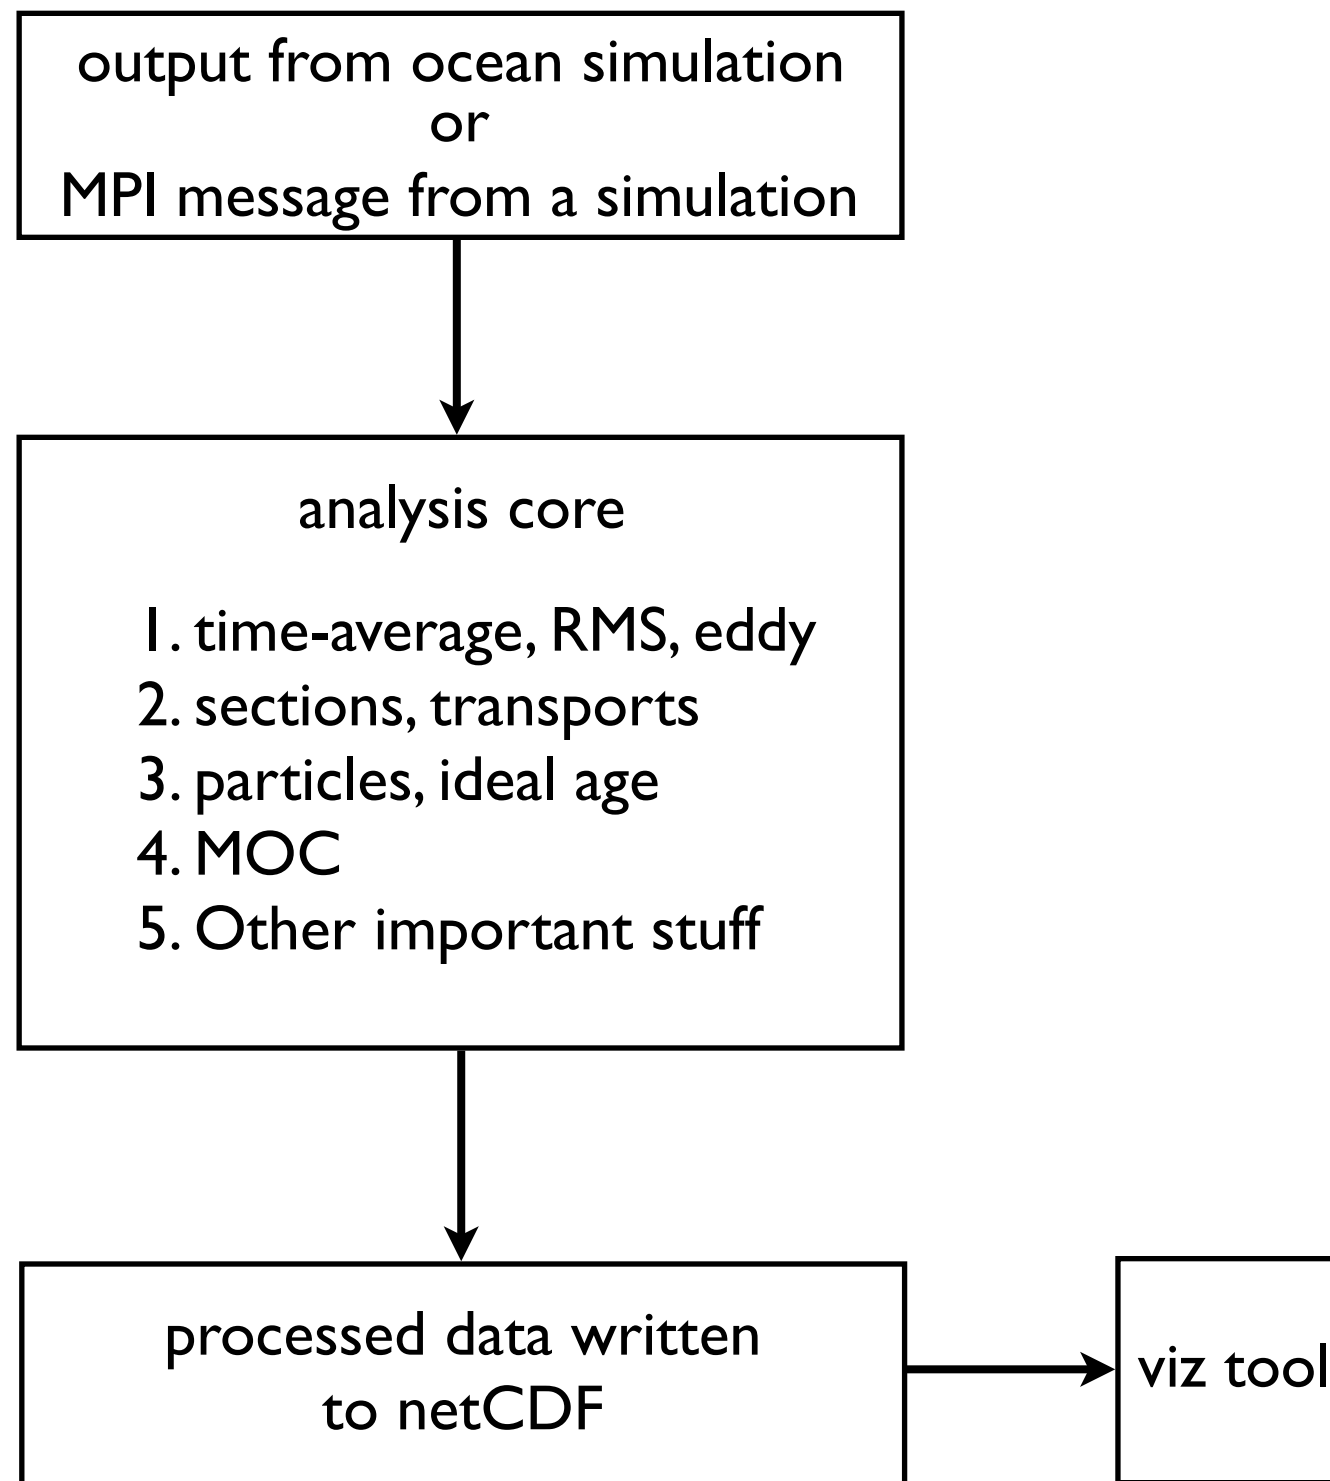 output from ocean simulation
or
MPI message from a simulation
analysis core
1. time-average, RMS, eddy
2. sections, transports
3. particles, ideal age
4. MOC
5. Other important stuff
processed data written
to netCDF
viz tool